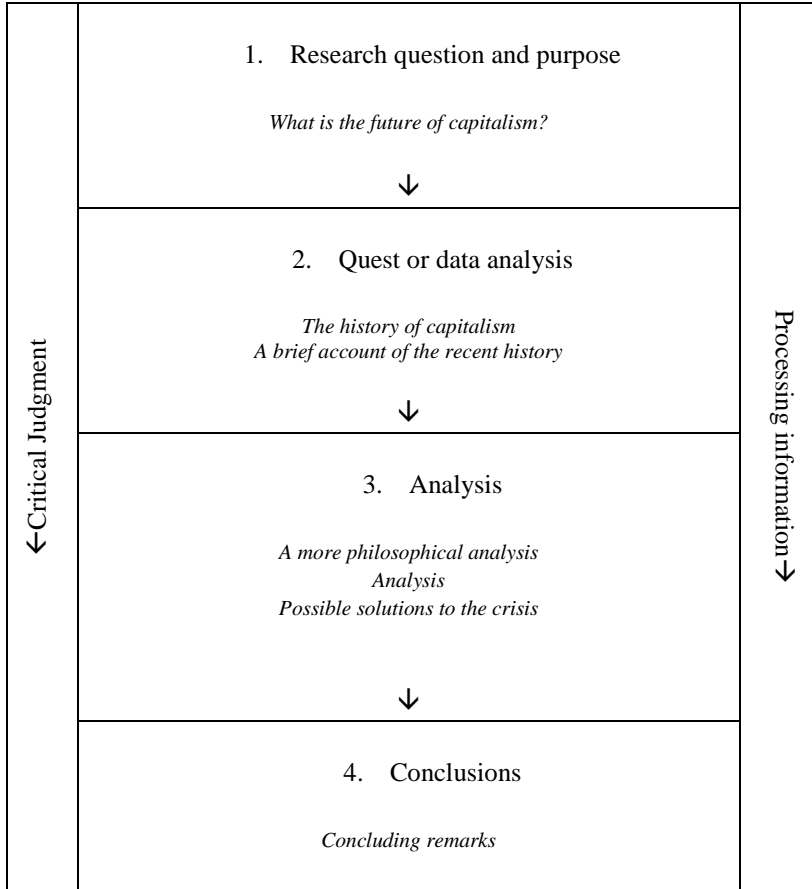 1. Research question and purpose
What is the future of capitalism?
↓
2. Quest or data analysis
The history of capitalism
A brief account of the recent history
↓
←Critical Judgment
Processing information→
3. Analysis
A more philosophical analysis
Analysis
Possible solutions to the crisis
↓
4. Conclusions
Concluding remarks